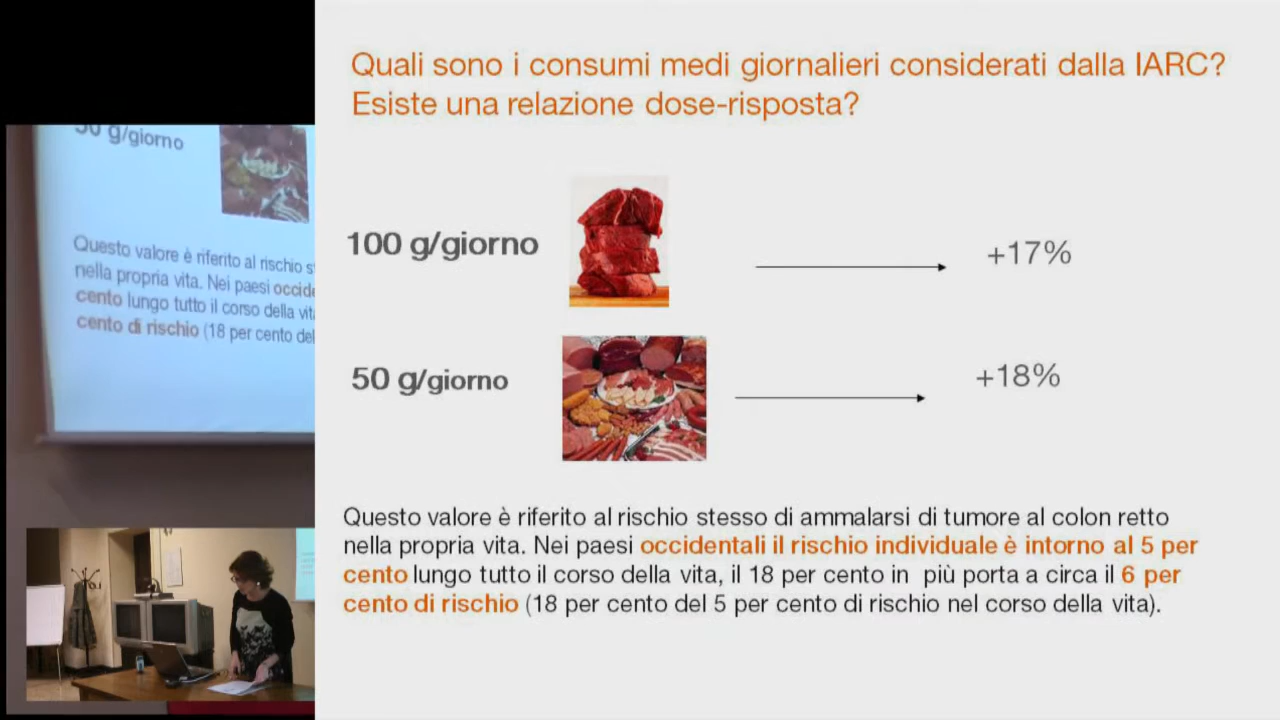 Quali sono i consumi medi giornalieri considerati dalla IARC?
Esiste una relazione dose-risposta?
100 g/giorno
+17%
50 g/giorno
+18%
Questo valore è riferito al rischio stesso di ammalarsi di tumore al colon retto
nella propria vita. Nei paesi occidentali il rischio individuale è intorno al 5 per
cento lungo tutto il corso della vita, il 18 per cento in più porta a circa il 6 per
cento di rischio (18 per cento del 5 per cento di rischio nel corso della vita).
50 g/giorno
Questo valore è riferito al rischio
nella propria vita. Nei paesi occide
cento lungo tutto il corso della vit
cento di rischio (18 per cento del